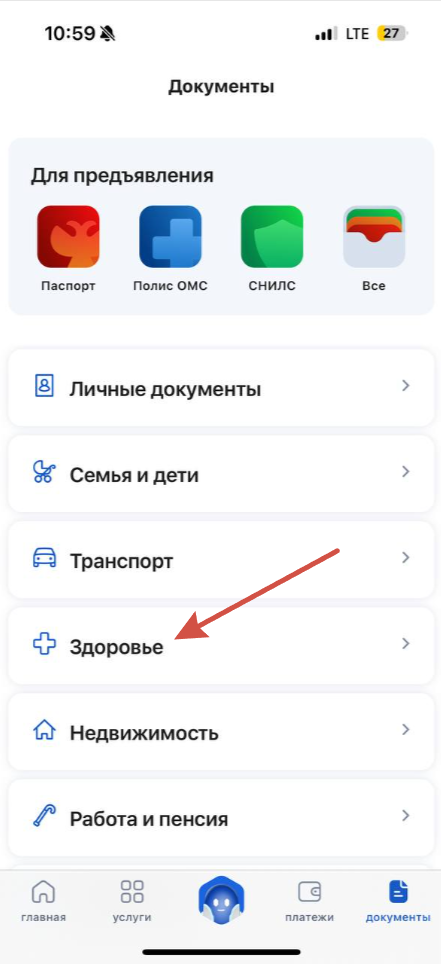 10:59 LTE 27
Документы
Для предъявления
Паспорт Полис ОМС СНИЛС Все
Личные документы
Семья и дети
Транспорт
Здоровье
Недвижимость
Работа и пенсия
главная услуги платежи документы